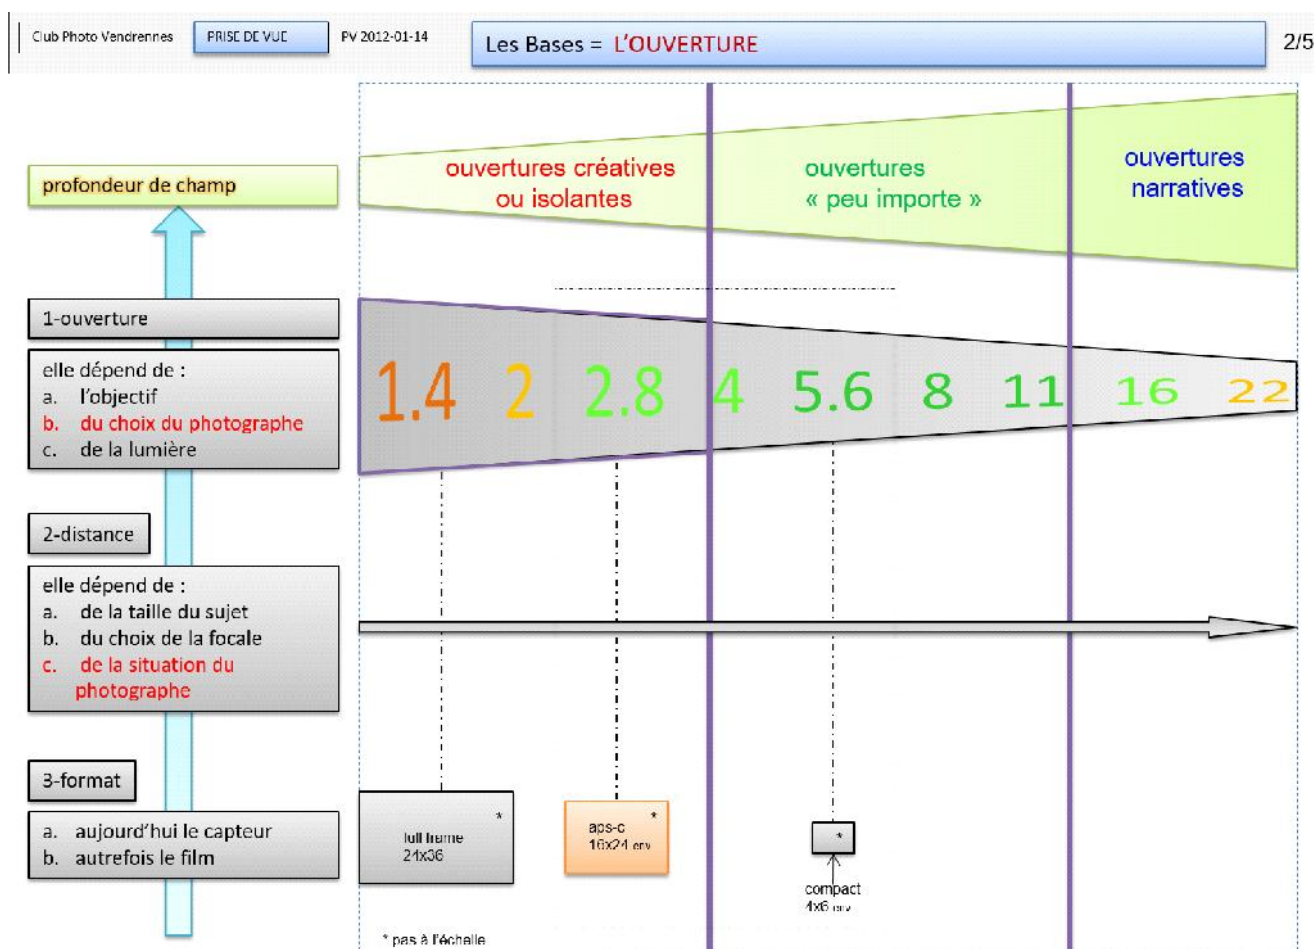 Club Photo Vendrennes
PRISE DE VUE
PV 2012-01-14
Les Bases = L'OUVERTURE
2/5
profondeur de champ
ouvertures créatives
ou isolantes
ouvertures
« peu importe »
ouvertures
narratives
1-ouverture
elle dépend de :
a. l'objectif
b. du choix du photographe
c. de la lumière
1.4 2 2.8 4 5.6 8 11 16 22
2-distance
elle dépend de :
a. de la taille du sujet
b. du choix de la focale
c. de la situation du
photographe
3-format
a. aujourd'hui le capteur
b. autrefois le film
*
full frame
24x36
*
aps-c
16x24 env
*
compact
4x6 env
* pas à l'échelle